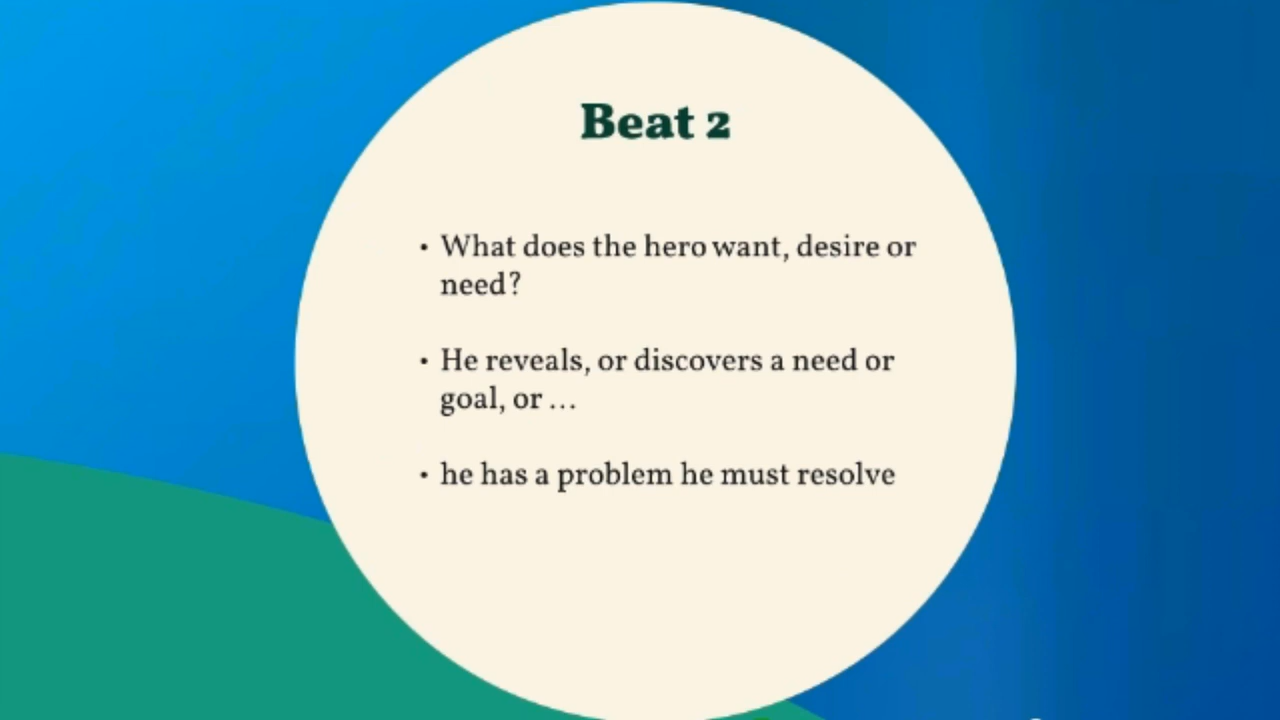 Beat 2
• What does the hero want, desire or
need?
• He reveals, or discovers a need or
goal, or ...
• he has a problem he must resolve